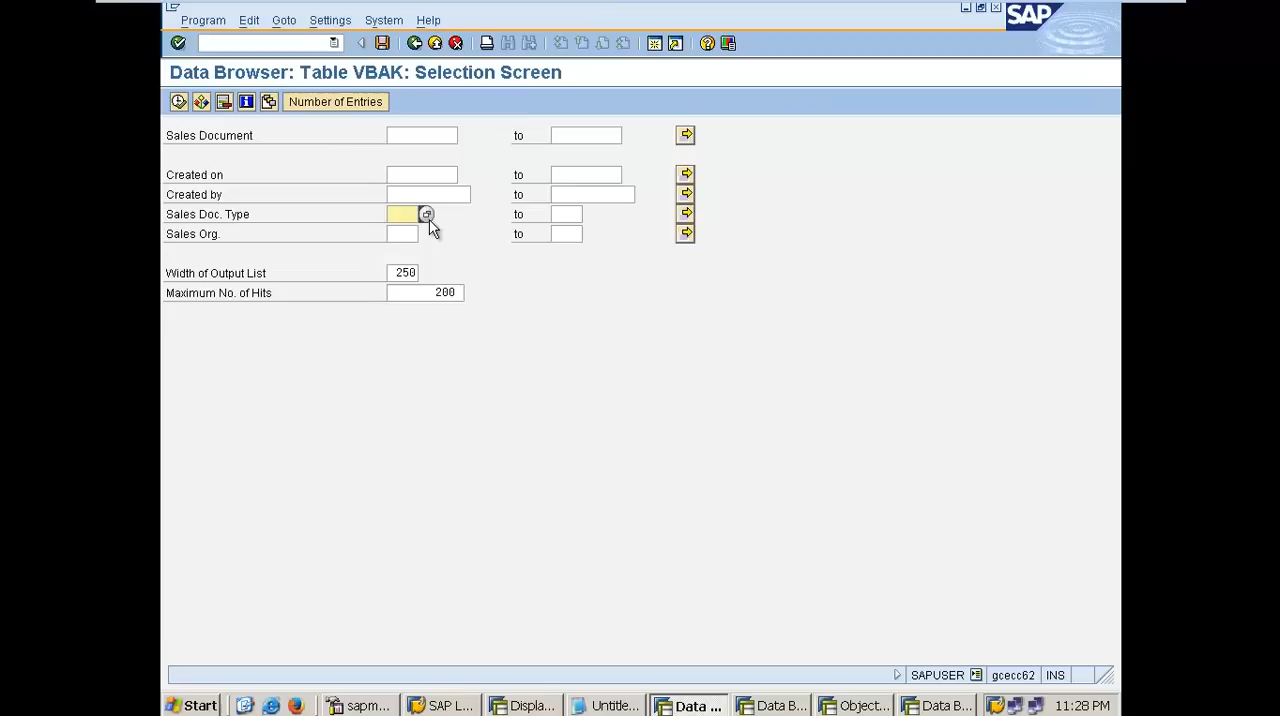 Program Edit Goto Settings System Help
SAP
Data Browser: Table VBAK: Selection Screen
Number of Entries
Sales Document to
Created on to
Created by to
Sales Doc. Type to
Sales Org. to
Width of Output List 250
Maximum No. of Hits 200
SAPUSER gcecc62 INS
Start sapm... SAP L... Displa... Untitle... Data ... Data B... Object... Data B... 11:28 PM